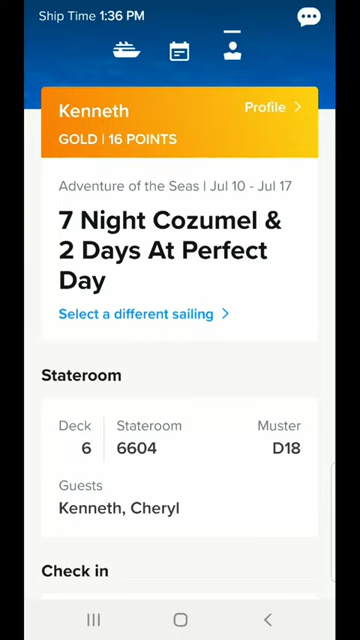 Ship Time 1:36 PM
Kenneth
Profile
GOLD | 16 POINTS
Adventure of the Seas | Jul 10 - Jul 17
7 Night Cozumel &
2 Days At Perfect
Day
Select a different sailing
Stateroom
Deck Stateroom Muster
6 6604 D18
Guests
Kenneth, Cheryl
Check in